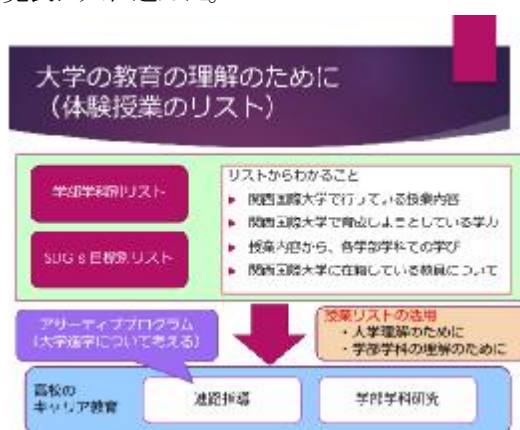 大学の教育の理解のために
（体験授業のリスト）
学部学科別リスト
SDGs目標別リスト
リストからわかること
関西国際大学で行っている授業内容
関西国際大学で育成しようとしている学力
授業内容から、各学部学科での学び
関西国際大学に在籍している教員について
アサーティブプログラム
（大学進学について考える）
授業リストの活用
・大学理解のために
・学部学科の理解のために
高校の
キャリア教育
進路指導
学部学科研究